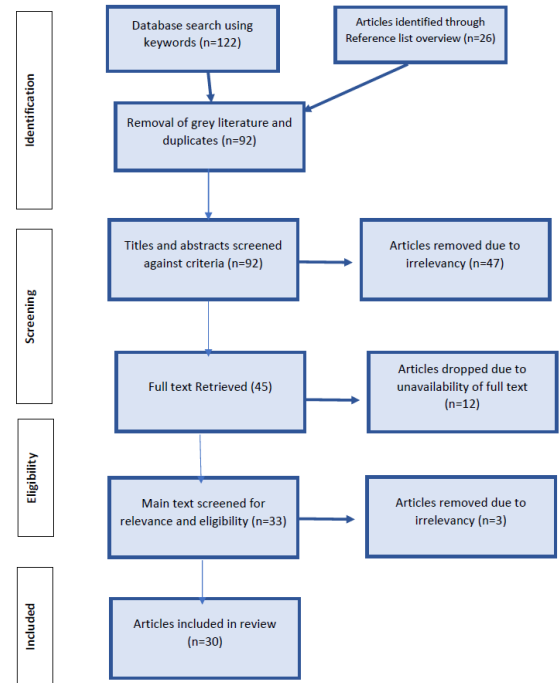 Database search using
keywords (n=122)
Articles identified through
Reference list overview (n=26)
Identification
Removal of grey literature and
duplicates (n=92)
Titles and abstracts screened
against criteria (n=92)
Articles removed due to
irrelevancy (n=47)
Screening
Full text Retrieved (45)
Articles dropped due to
unavailability of full text
(n=12)
Eligibility
Main text screened for
relevance and eligibility (n=33)
Articles removed due to
irrelevancy (n=3)
Included
Articles included in review
(n=30)